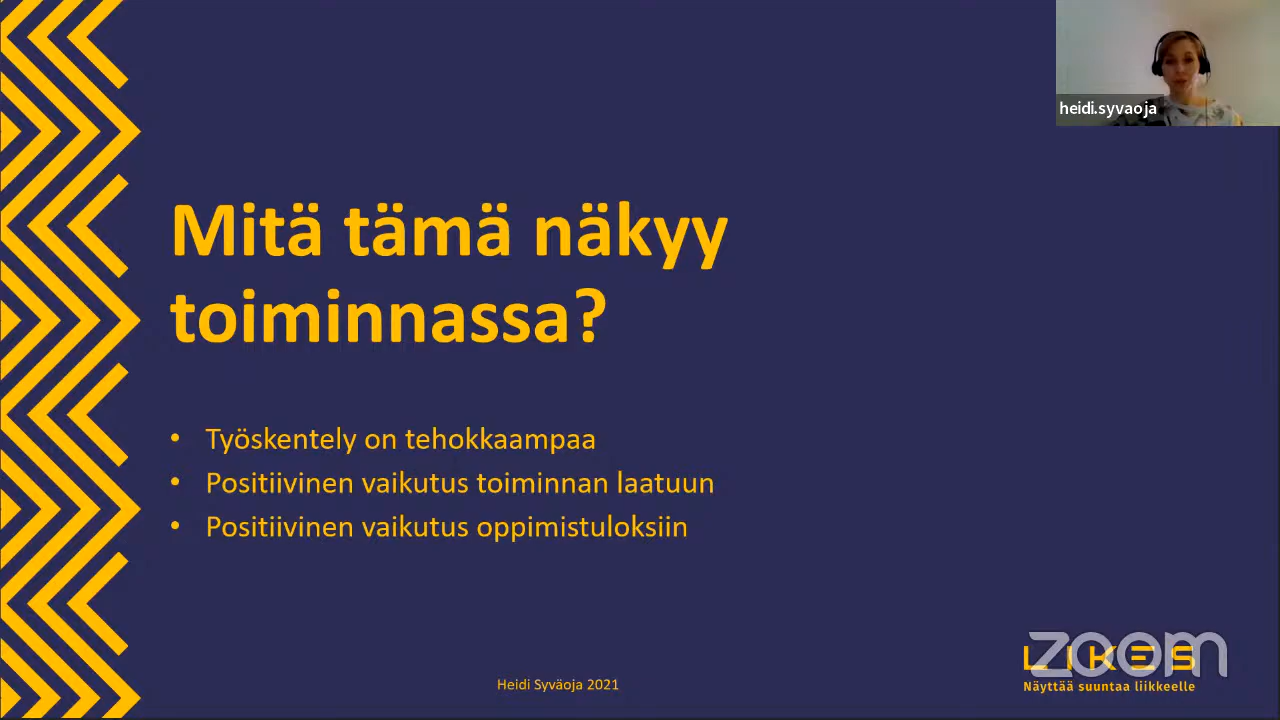 heidi.syvaoja
Mitä tämä näkyy
toiminnassa?
• Työskentely on tehokkaampaa
• Positiivinen vaikutus toiminnan laatuun
• Positiivinen vaikutus oppimistuloksiin
Heidi Syväoja 2021
zoom
LIKES
Näyttää suuntaa liikkeelle